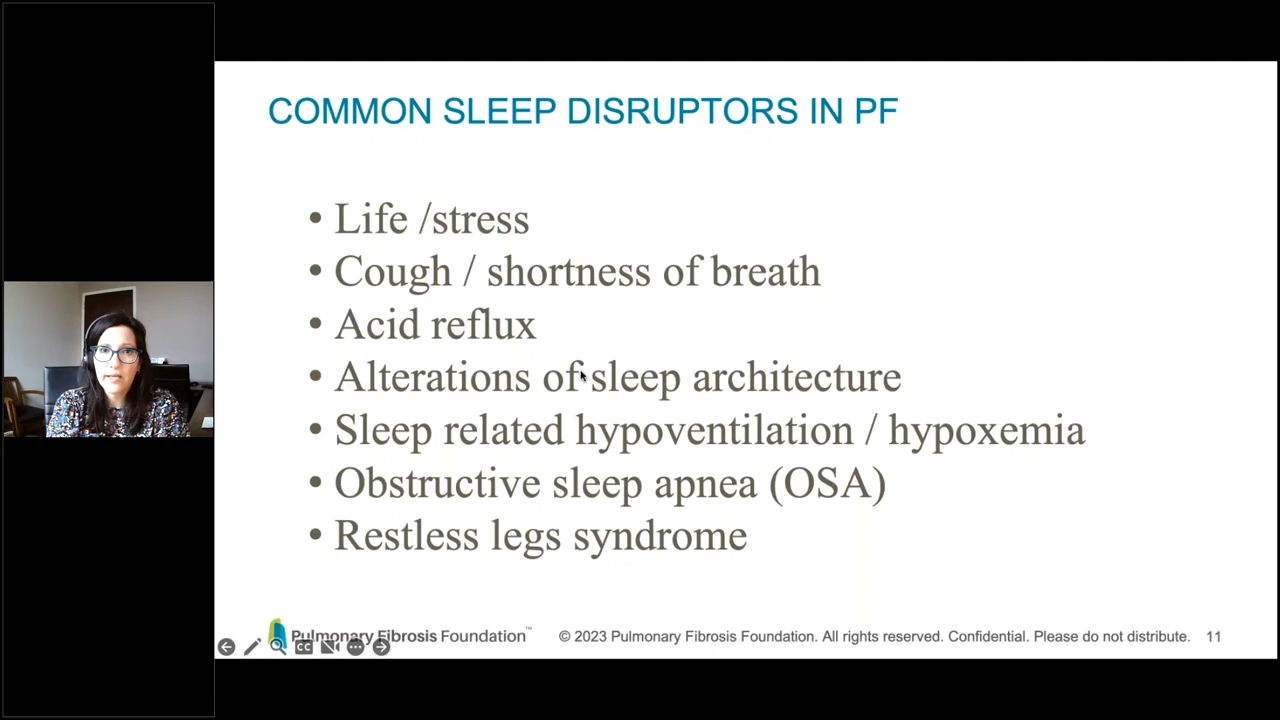 COMMON SLEEP DISRUPTORS IN PF
• Life /stress
• Cough / shortness of breath
• Acid reflux
• Alterations of sleep architecture
• Sleep related hypoventilation / hypoxemia
• Obstructive sleep apnea (OSA)
• Restless legs syndrome
Pulmonary Fibrosis Foundation™ © 2023 Pulmonary Fibrosis Foundation. All rights reserved. Confidential. Please do not distribute. 11
CC